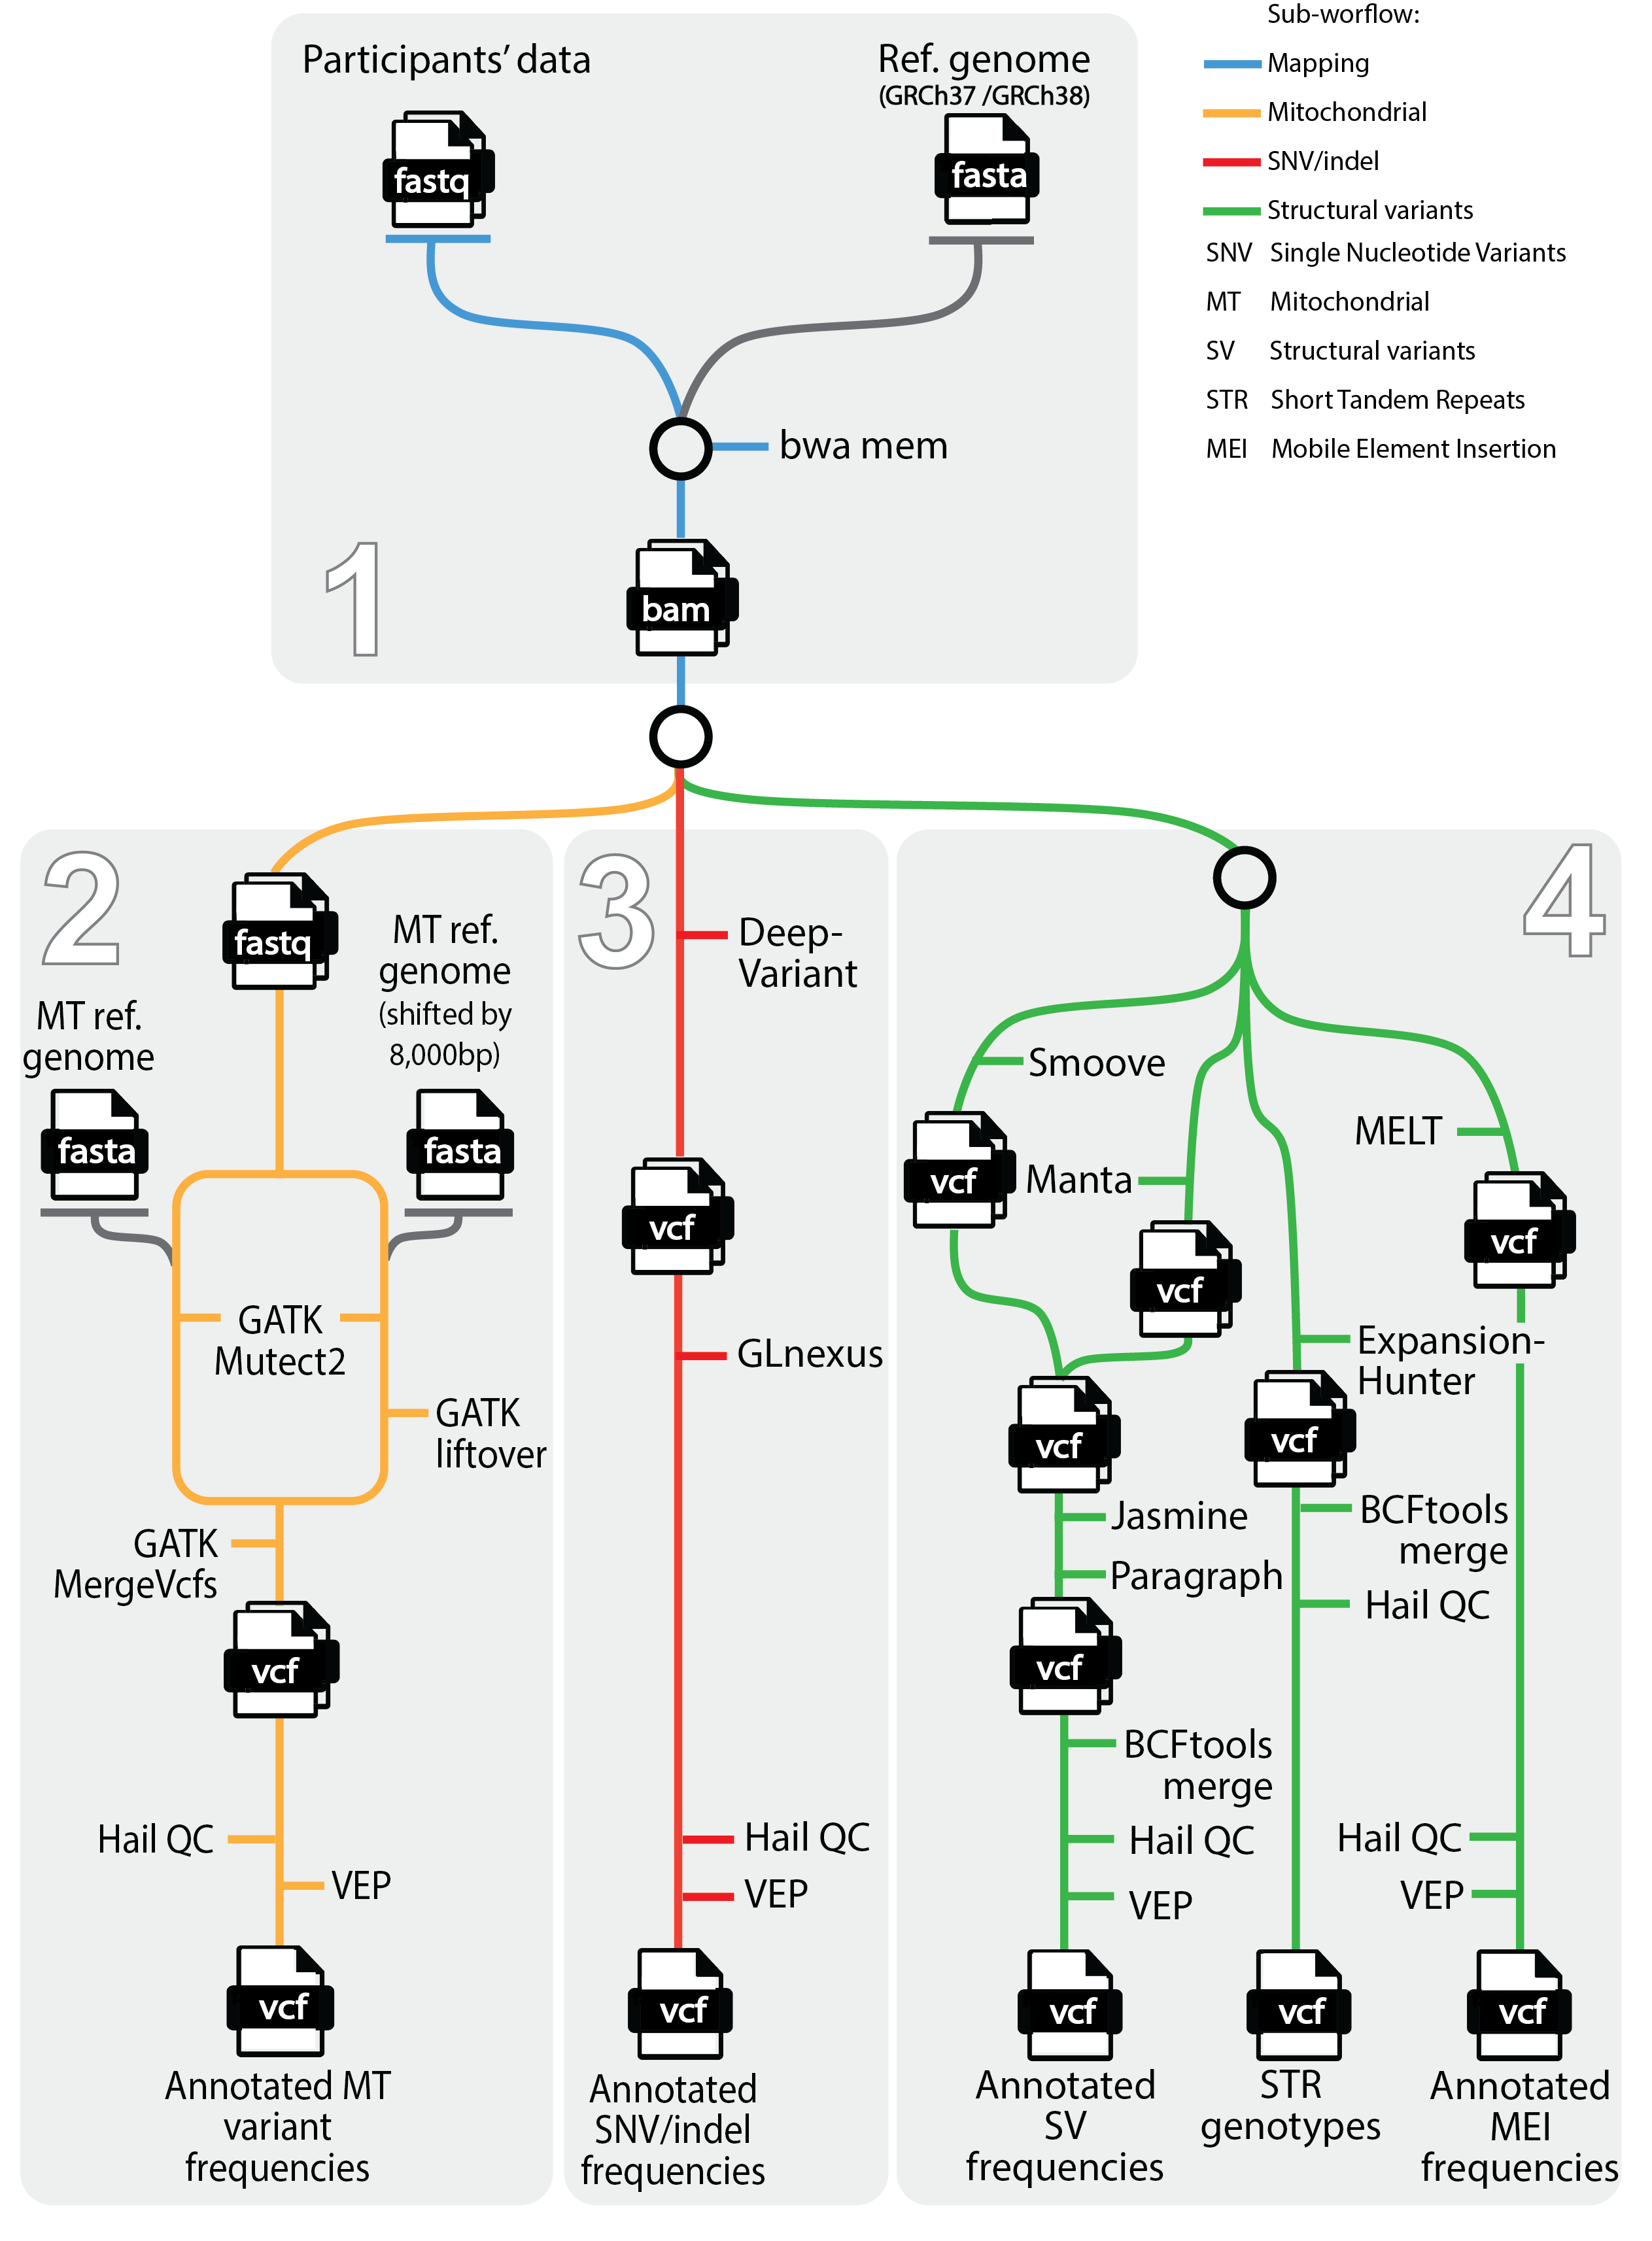 Participants’ data
Ref. genome
(GRCh37 /GRCh38)
fastq
fasta
bwa mem
1
bam
Sub-worflow:
Mapping
Mitochondrial
SNV/indel
Structural variants
SNV Single Nucleotide Variants
MT Mitochondrial
SV Structural variants
STR Short Tandem Repeats
MEI Mobile Element Insertion
2
fastq
MT ref.
genome
(shifted by
8,000bp)
MT ref.
genome
fasta
fasta
GATK
Mutect2
GATK
liftover
GATK
MergeVcfs
vcf
Hail QC
VEP
vcf
Annotated MT
variant
frequencies
3
Deep-
Variant
vcf
GLnexus
Hail QC
VEP
vcf
Annotated
SNV/indel
frequencies
4
Smoove
vcf
Manta
vcf
vcf
Jasmine
Paragraph
vcf
BCFtools
merge
Hail QC
VEP
vcf
Annotated
SV
frequencies
Expansion-
Hunter
vcf
BCFtools
merge
Hail QC
vcf
STR
genotypes
MELT
vcf
Hail QC
VEP
vcf
Annotated
MEI
frequencies